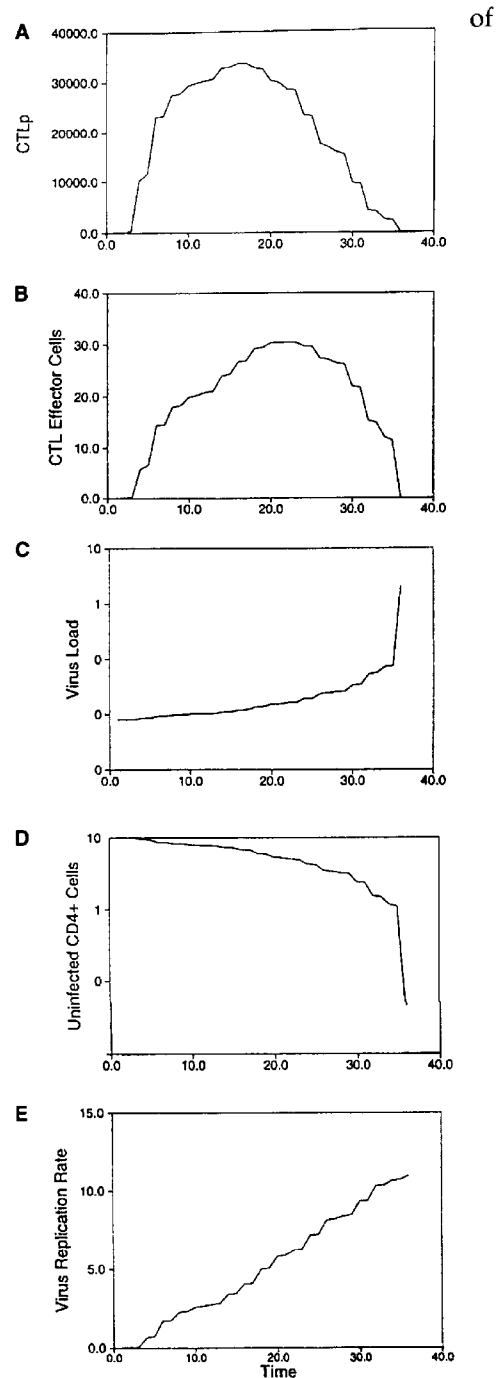 of
A
40000.0
30000.0
20000.0
10000.0
0.0
CTLp
0.0 10.0 20.0 30.0 40.0
B
40.0
30.0
20.0
10.0
0.0
CTL Effector Cells
0.0 10.0 20.0 30.0 40.0
C
10
1
0
0
0
Virus Load
0.0 10.0 20.0 30.0 40.0
D
10
1
0
Uninfected CD4+ Cells
0.0 10.0 20.0 30.0 40.0
E
15.0
10.0
5.0
0.0
Virus Replication Rate
0.0 10.0 20.0 30.0 40.0
Time